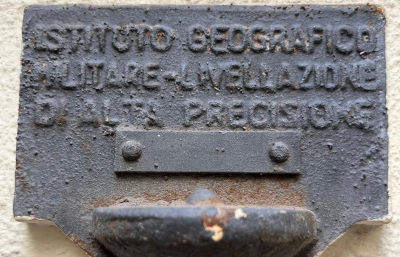 ISTITUTO GEOGRAFICO
MILITARE-LIVELLAZIONE
DI ALTA PRECISIONE